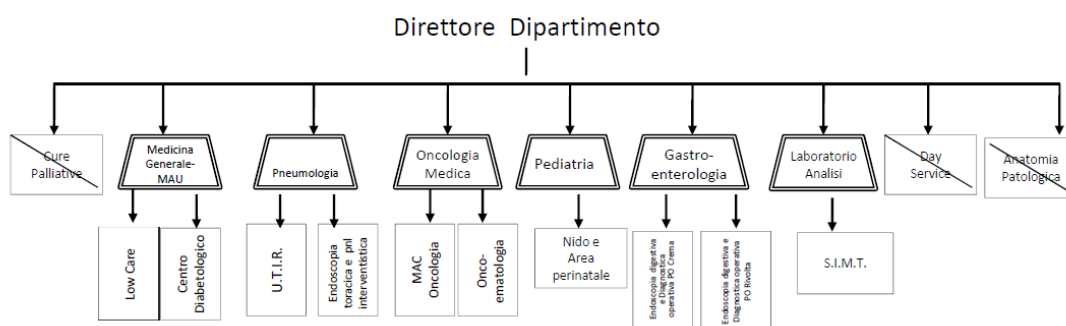 Direttore Dipartimento
Cure
Palliative
Medicina
Generale-
MAU
Pneumologia
Oncologia
Medica
Pediatria
Gastro-
enterologia
Laboratorio
Analisi
Day
Service
Anatomia
Patologica
Low Care
Centro
Diabetologico
U.T.I.R.
Endoscopia
toracica e pnl
interventistica
MAC
Oncologia
Onco-
ematologia
Nido e
Area
perinatale
Endoscopia digestiva
e Diagnostica
operativa PO Crema
Endoscopia digestiva e
Diagnostica operativa
PO Rivolta
S.I.M.T.